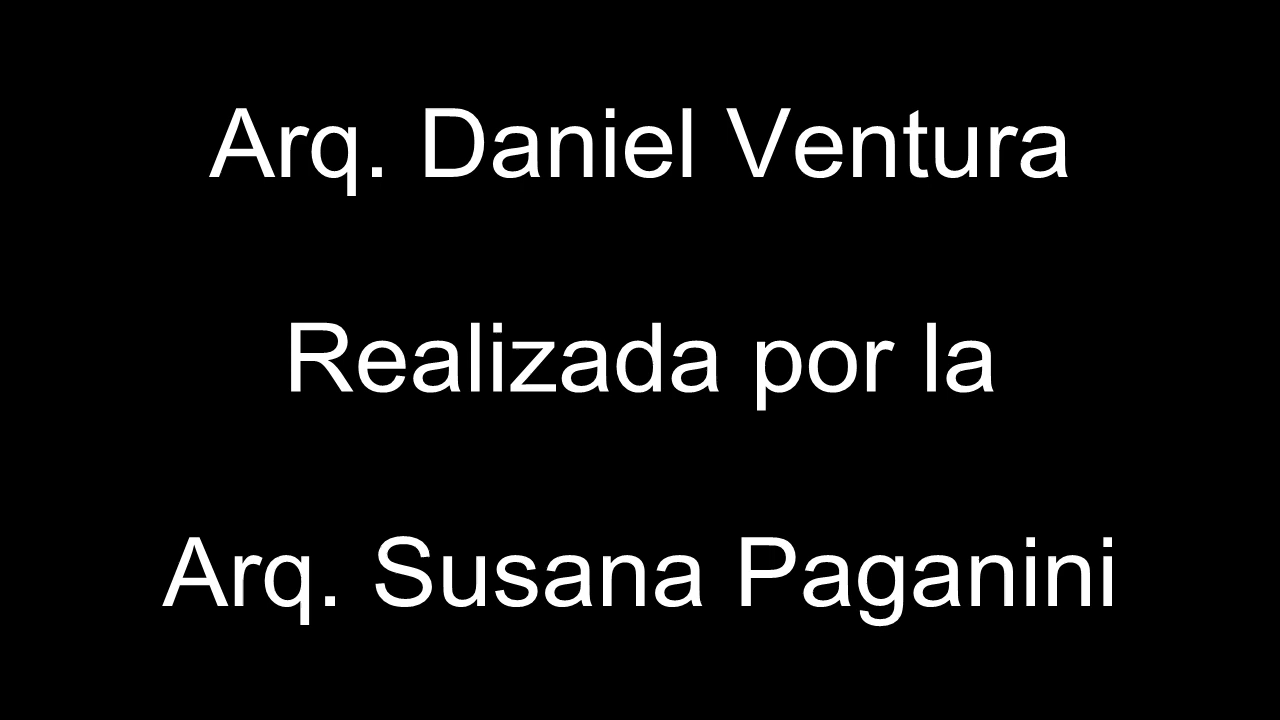 Arq. Daniel Ventura
Realizada por la
Arq. Susana Paganini